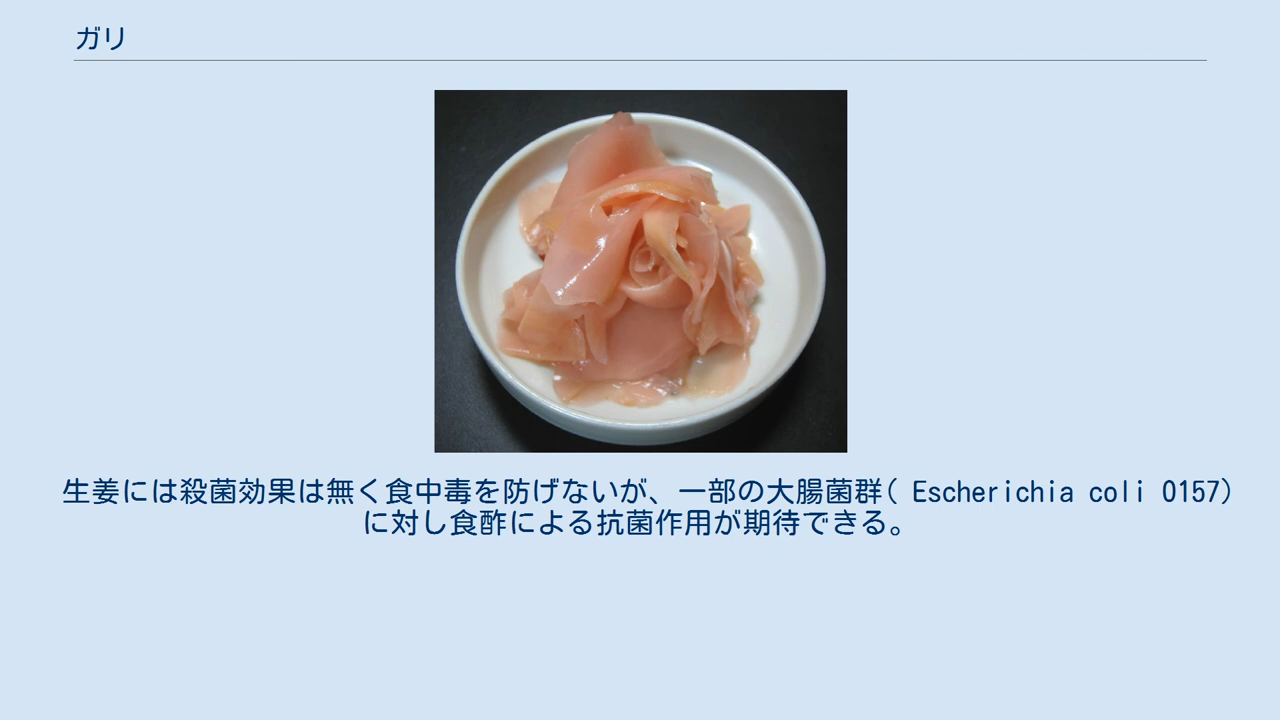 ガリ
生姜には殺菌効果は無く食中毒を防げないが、一部の大腸菌群( Escherichia coli O157)
に対し食酢による抗菌作用が期待できる。